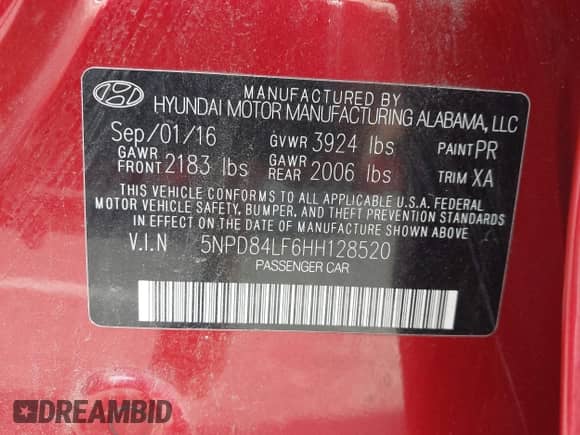 MANUFACTURED BY
HYUNDAI MOTOR MANUFACTURING ALABAMA, LLC
Sep/01/16 GVWR 3924 lbs PAINT PR
GAWR FRONT 2183 lbs GAWR REAR 2006 lbs TRIM XA
THIS VEHICLE CONFORMS TO ALL APPLICABLE U.S.A. FEDERAL
MOTOR VEHICLE SAFETY, BUMPER, AND THEFT PREVENTION STANDARDS
IN EFFECT ON THE DATE OF MANUFACTURE SHOWN ABOVE.
V.I.N 5NPD84LF6HH128520
PASSENGER CAR
DREAMBID